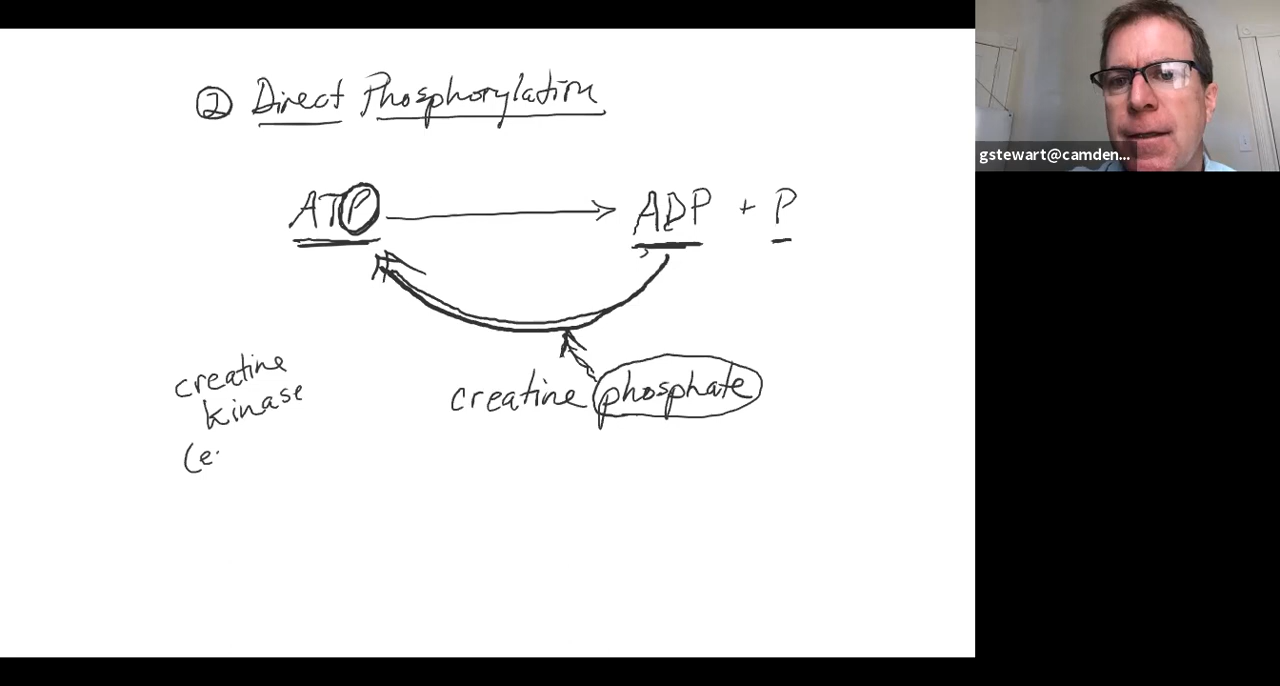 ② Direct Phosphorylation
gstewart@camden...
ATP → ADP + P
creatine
kinase
creatine phosphate
(e